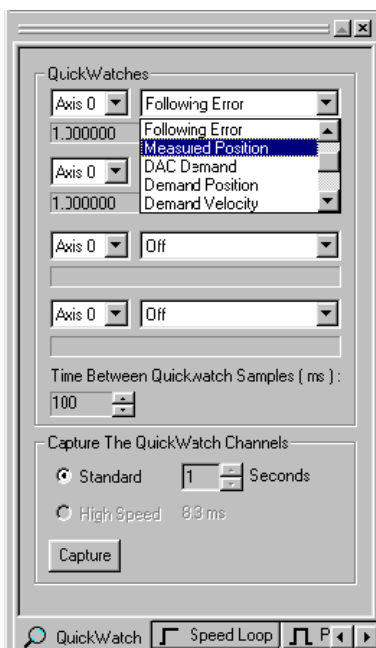 QuickWatches
Axis 0 Following Error
1.000000 Following Error
Measured Position
Axis 0 DAC Demand
Demand Position
1.000000 Demand Velocity
Axis 0 Off
Axis 0 Off
Time Between Quickwatch Samples ( ms ) :
100
Capture The QuickWatch Channels
Standard 1 Seconds
High Speed 8.3 ms
Capture
QuickWatch Speed Loop P